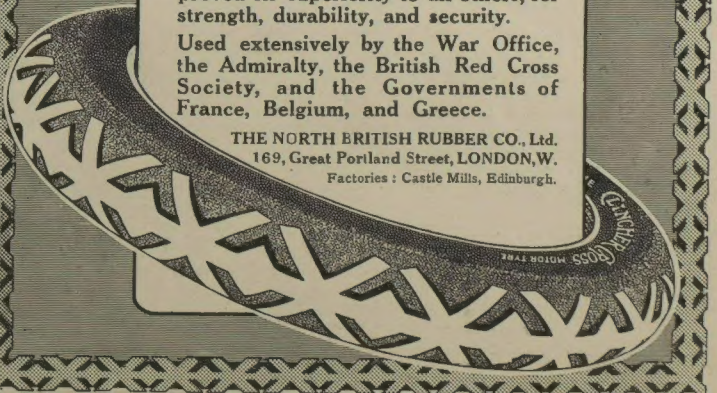 strength, durability, and security.
Used extensively by the War Office,
the Admiralty, the British Red Cross
Society, and the Governments of
France, Belgium, and Greece.
THE NORTH BRITISH RUBBER CO., Ltd.
169, Great Portland Street, LONDON, W.
Factories : Castle Mills, Edinburgh.
CLINCHER CROSS MOTOR TYRE